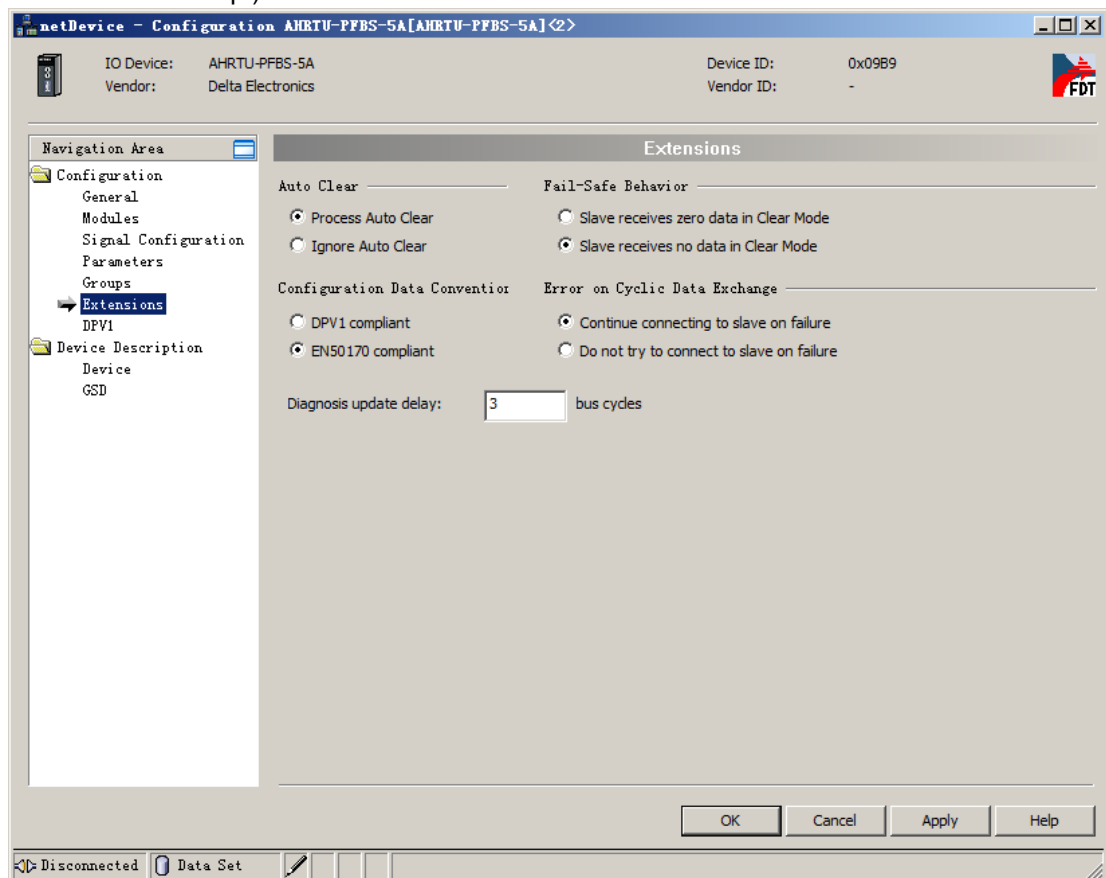 netDevice - Configuration AHRTU-PFBS-5A[AHRTU-PFBS-5A]<2>
IO Device: AHRTU-PFBS-5A Device ID: 0x09B9
Vendor: Delta Electronics Vendor ID: -
FDT
Navigation Area
Configuration
General
Modules
Signal Configuration
Parameters
Groups
Extensions
DPV1
Device Description
Device
GSD
Extensions
Auto Clear
Process Auto Clear
Ignore Auto Clear
Fail-Safe Behavior
Slave receives zero data in Clear Mode
Slave receives no data in Clear Mode
Configuration Data Convention
DPV1 compliant
EN50170 compliant
Error on Cyclic Data Exchange
Continue connecting to slave on failure
Do not try to connect to slave on failure
Diagnosis update delay: 3 bus cycles
OK Cancel Apply Help
Disconnected Data Set